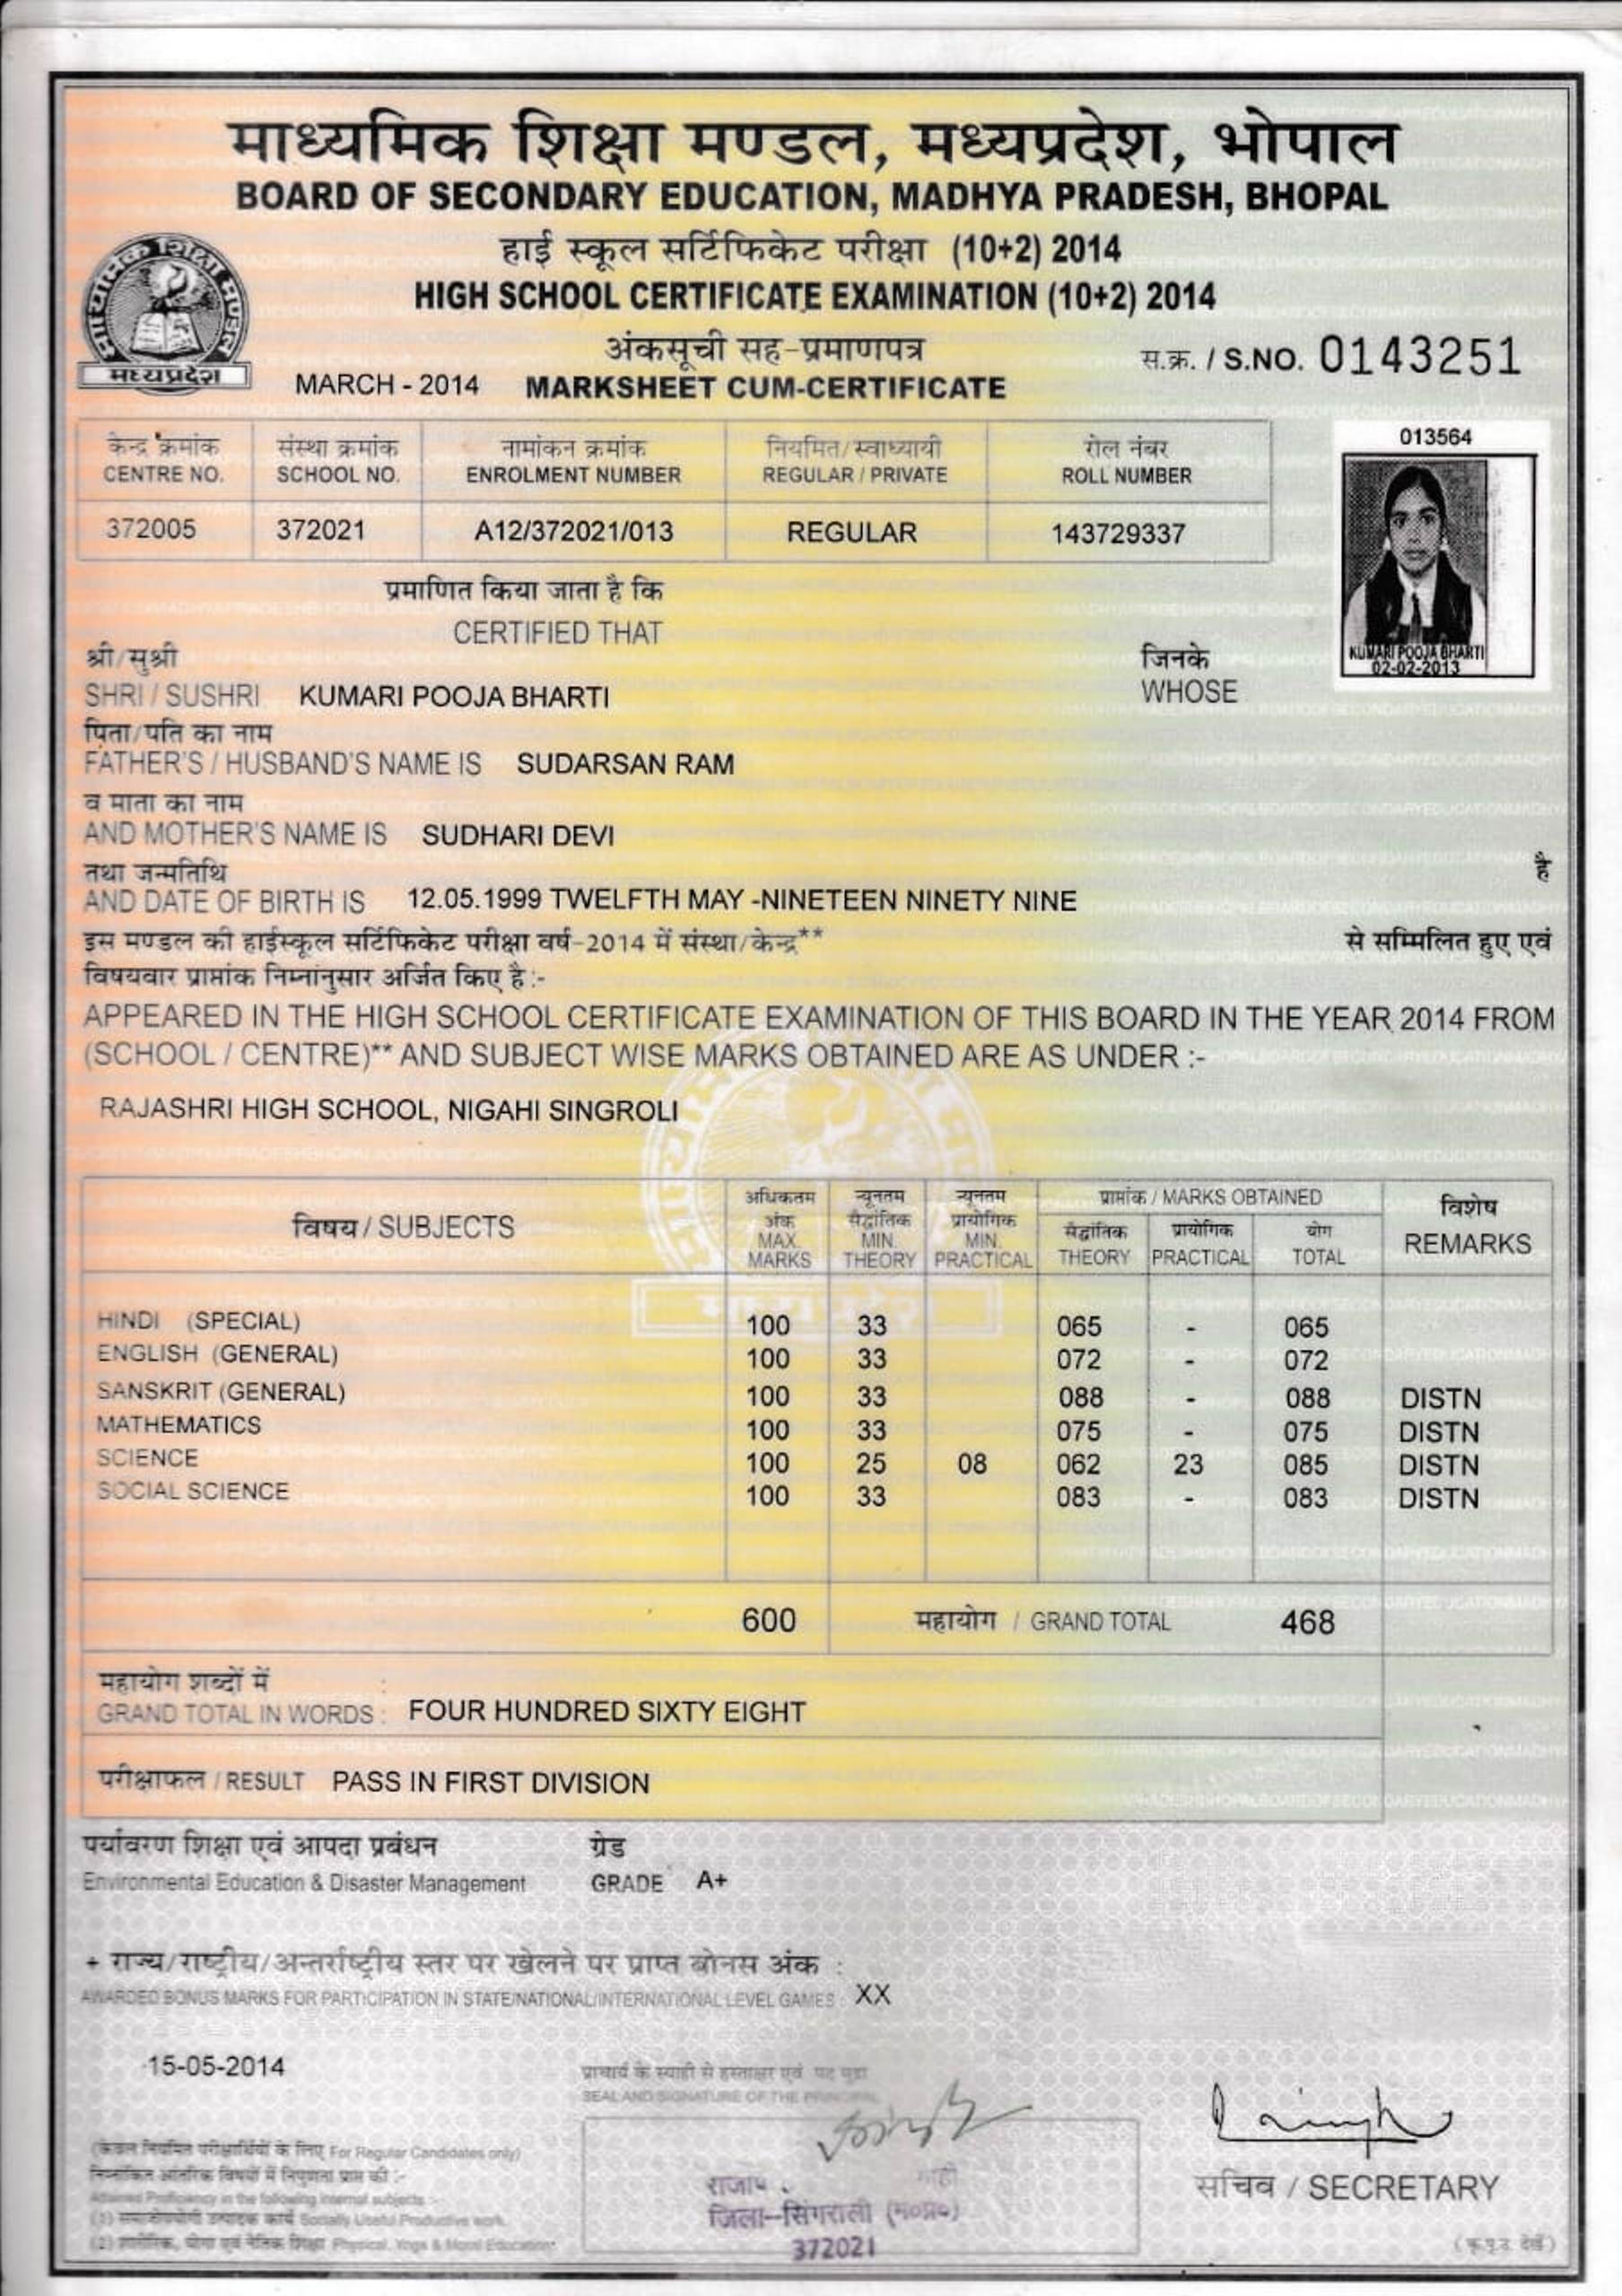 माध्यमिक शिक्षा मण्डल, मध्यप्रदेश, भोपाल
BOARD OF SECONDARY EDUCATION, MADHYA PRADESH, BHOPAL
हाई स्कूल सर्टिफिकेट परीक्षा (10+2) 2014
HIGH SCHOOL CERTIFICATE EXAMINATION (10+2) 2014
माध्यमिक शिक्षा मण्डल
मध्यप्रदेश
अंकसूची सह-प्रमाणपत्र
MARCH - 2014 MARKSHEET CUM-CERTIFICATE
स.क्र. / S.NO. 0143251
केन्द्र क्रमांक संस्था क्रमांक नामांकन क्रमांक नियमित/स्वाध्यायी रोल नंबर
CENTRE NO. SCHOOL NO. ENROLMENT NUMBER REGULAR / PRIVATE ROLL NUMBER
372005 372021 A12/372021/013 REGULAR 143729337
013564
KUMARI POOJA BHARTI
02-02-2013
प्रमाणित किया जाता है कि
CERTIFIED THAT
श्री/सुश्री जिनके
SHRI / SUSHRI KUMARI POOJA BHARTI WHOSE
पिता/पति का नाम
FATHER'S / HUSBAND'S NAME IS SUDARSAN RAM
व माता का नाम
AND MOTHER'S NAME IS SUDHARI DEVI
तथा जन्मतिथि है
AND DATE OF BIRTH IS 12.05.1999 TWELFTH MAY -NINETEEN NINETY NINE
इस मण्डल की हाईस्कूल सर्टिफिकेट परीक्षा वर्ष-2014 में संस्था/केन्द्र** से सम्मिलित हुए एवं
विषयवार प्राप्तांक निम्नांनुसार अर्जित किए है :-
APPEARED IN THE HIGH SCHOOL CERTIFICATE EXAMINATION OF THIS BOARD IN THE YEAR 2014 FROM
(SCHOOL / CENTRE)** AND SUBJECT WISE MARKS OBTAINED ARE AS UNDER :-
RAJASHRI HIGH SCHOOL, NIGAHI SINGROLI
विषय / SUBJECTS
अधिकतम अंक MAX. MARKS
न्यूनतम सैद्धांतिक MIN. THEORY
न्यूनतम प्रायोगिक MIN. PRACTICAL
प्राप्तांक / MARKS OBTAINED
सैद्धांतिक THEORY
प्रायोगिक PRACTICAL
योग TOTAL
विशेष REMARKS
HINDI (SPECIAL) 100 33 065 - 065
ENGLISH (GENERAL) 100 33 072 - 072
SANSKRIT (GENERAL) 100 33 088 - 088 DISTN
MATHEMATICS 100 33 075 - 075 DISTN
SCIENCE 100 25 08 062 23 085 DISTN
SOCIAL SCIENCE 100 33 083 - 083 DISTN
600 महायोग / GRAND TOTAL 468
महायोग शब्दों में
GRAND TOTAL IN WORDS : FOUR HUNDRED SIXTY EIGHT
परीक्षाफल / RESULT PASS IN FIRST DIVISION
पर्यावरण शिक्षा एवं आपदा प्रबंधन ग्रेड
Environmental Education & Disaster Management GRADE A+
+ राज्य/राष्ट्रीय/अन्तर्राष्ट्रीय स्तर पर खेलने पर प्राप्त बोनस अंक :
AWARDED BONUS MARKS FOR PARTICIPATION IN STATE/NATIONAL/INTERNATIONAL LEVEL GAMES : XX
15-05-2014
प्राचार्य के स्याही से हस्ताक्षर एवं पद मुद्रा
SEAL AND SIGNATURE OF THE PRINCIPAL
(केवल नियमित परीक्षार्थियों के लिए For Regular Candidates only)
निम्नांकित आंतरिक विषयों में निपुणता प्राप्त की :-
Attained Proficiency in the following internal subjects :-
(1) समाजोपयोगी उत्पादक कार्य Socially Useful Productive work.
(2) शारीरिक, योग एवं नैतिक शिक्षा Physical, Yoga & Moral Education
जिला-सिंगरौली (म०प्र०)
372021
सचिव / SECRETARY
(कृ.पृ.उ. देखें)